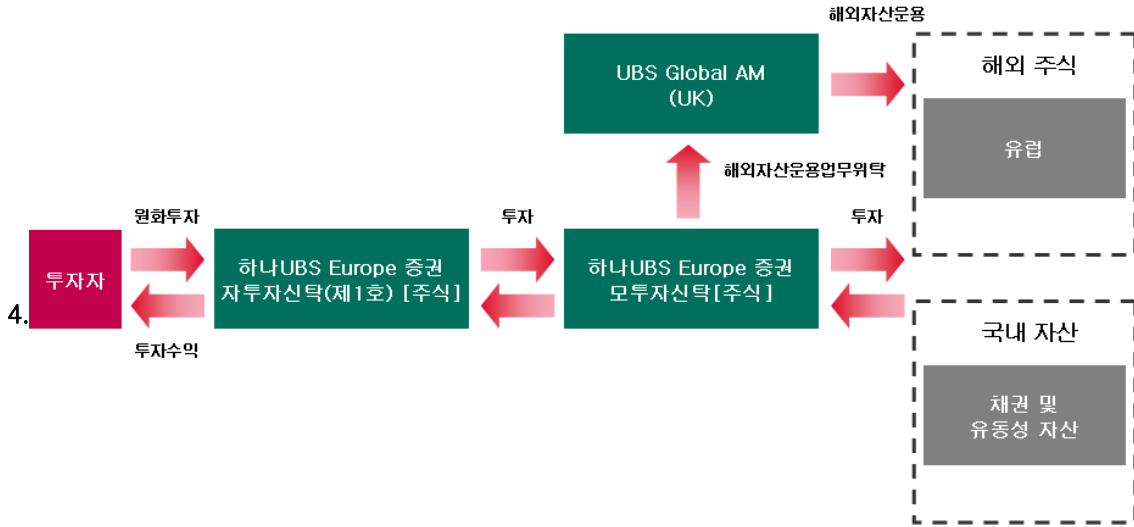 해외자산운용
UBS Global AM
(UK)
해외 주식
유럽
해외자산운용업무위탁
원화투자
투자
투자
투자자
하나UBS Europe 증권
자투자신탁(제1호) [주식]
하나UBS Europe 증권
모투자신탁[주식]
4.
투자수익
국내 자산
채권 및
유동성 자산